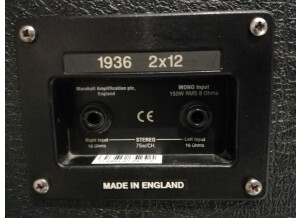 1936 2x12
Marshall Amplification plc,
England
MONO Input
150W RMS 8 Ohms
CE
Right Input
16 Ohms
STEREO
75w/CH.
Left Input
16 Ohms
MADE IN ENGLAND